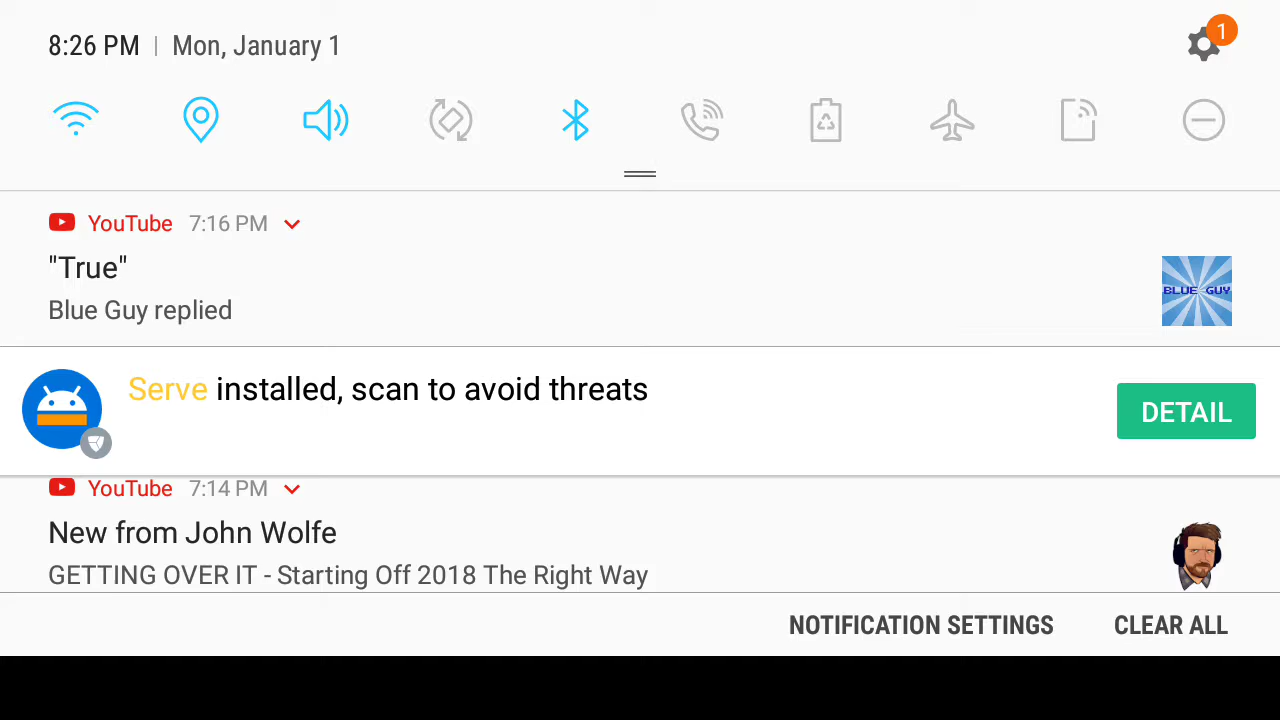 8:26 PM | Mon, January 1
1
YouTube 7:16 PM
"True"
Blue Guy replied
BLUE GUY
Serve installed, scan to avoid threats
DETAIL
YouTube 7:14 PM
New from John Wolfe
GETTING OVER IT - Starting Off 2018 The Right Way
NOTIFICATION SETTINGS CLEAR ALL